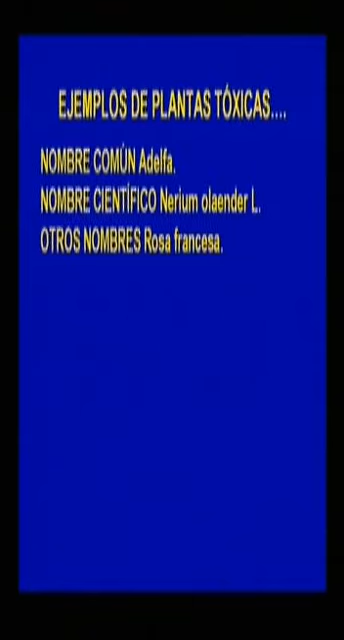 EJEMPLOS DE PLANTAS TÓXICAS....
NOMBRE COMÚN Adelfa.
NOMBRE CIENTÍFICO Nerium olaender L.
OTROS NOMBRES Rosa francesa.